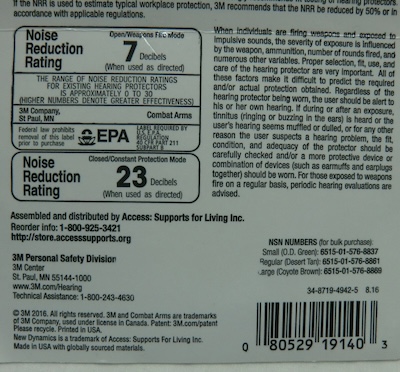 If the NRR is used to estimate typical workplace protection, 3M recommends that the NRR be reduced by 50% or in
accordance with applicable regulations.
Noise
Reduction
Rating
Open/Weapons Fire Mode
7
Decibels
(When used as directed)
THE RANGE OF NOISE REDUCTION RATINGS
FOR EXISTING HEARING PROTECTORS
IS APPROXIMATELY 0 TO 30
(HIGHER NUMBERS DENOTE GREATER EFFECTIVENESS)
3M Company,
St Paul, MN
Combat Arms
Federal law prohibits
removal of this label
prior to purchase
EPA
LABEL REQUIRED BY
U.S. E.P.A.
REGULATION
40 CFR PART 211
SUBPART B
Noise
Reduction
Rating
Closed/Constant Protection Mode
23
Decibels
(When used as directed)
When individuals are firing weapons and exposed to
impulsive sounds, the severity of exposure is influenced
by the weapon, ammunition, number of rounds fired, and
numerous other variables. Proper selection, fit, use, and
care of the hearing protector are very important. All of
these factors make it difficult to predict the required
and/or actual protection obtained. Regardless of the
hearing protector being worn, the user should be alert to
his or her own hearing. If during or after an exposure,
tinnitus (ringing or buzzing in the ears) is heard or the
user's hearing seems muffled or dulled, or for any other
reason the user suspects a hearing problem, the fit,
condition, and adequacy of the protector should be
carefully checked and/or a more protective device or
combination of devices (such as earmuffs and earplugs
together) should be worn. For those exposed to weapons
fire on a regular basis, periodic hearing evaluations are
advised.
Assembled and distributed by Access: Supports for Living Inc.
Reorder info: 1-800-925-3421
http://store.accesssupports.org
3M Personal Safety Division
3M Center
St. Paul, MN 55144-1000
www.3M.com/Hearing
Technical Assistance: 1-800-243-4630
NSN NUMBERS (for bulk purchase).
Small (O.D. Green): 6515-01-576-8837
Regular (Desert Tan): 6515-01-576-8861
Large (Coyote Brown): 6515-01-576-8869
34-8719-4942-5 8.16
© 3M 2016. All rights reserved. 3M and Combat Arms are trademarks
of 3M Company, used under license in Canada. Patent: 3M.com/patent
Please recycle. Printed in USA.
New Dynamics is a trademark of Access: Supports For Living Inc.
Made in USA with globally sourced materials.
0 80529 19140 3